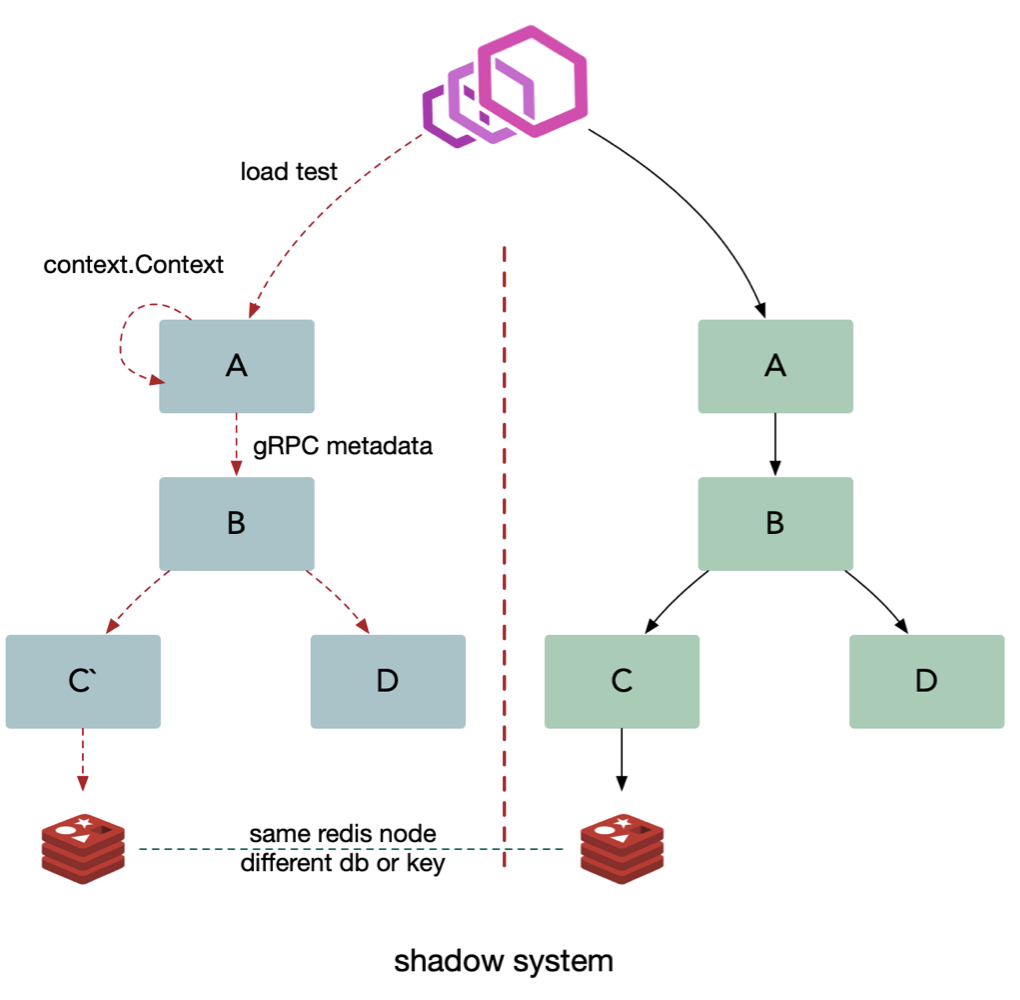 load test
context.Context
A
A
gRPC metadata
B
B
C`
D
C
D
same redis node
different db or key
shadow system